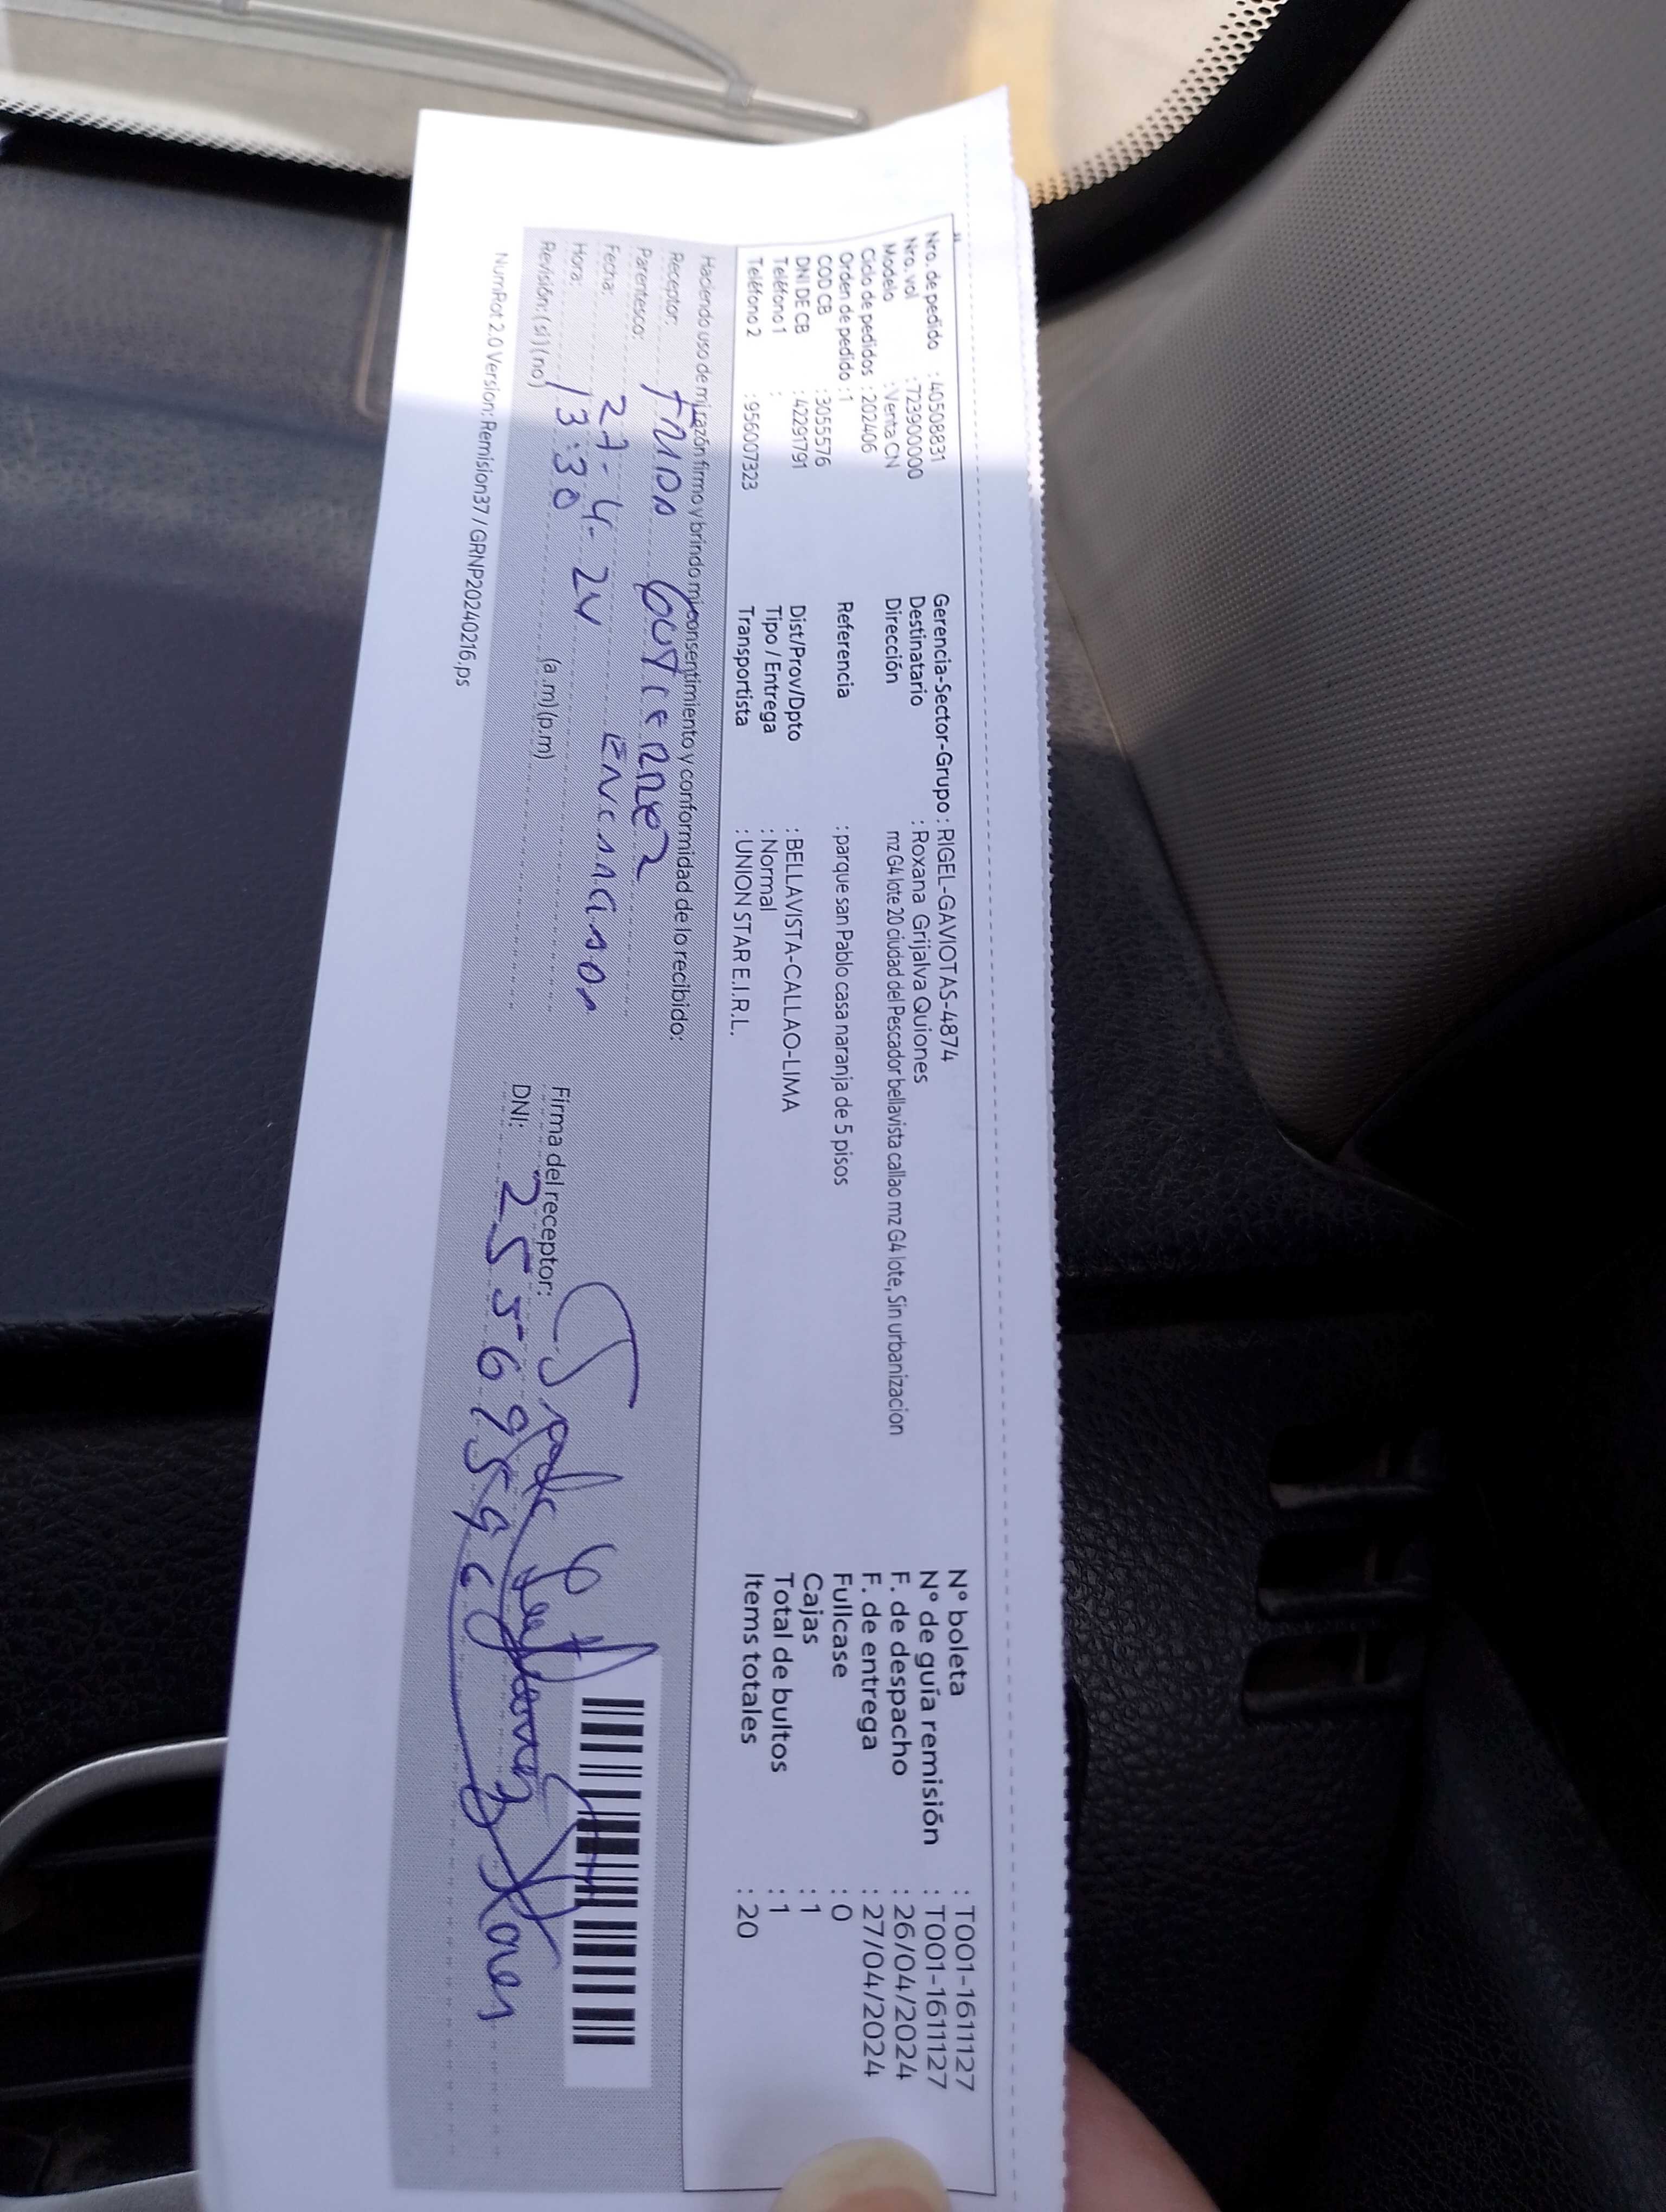 Nro. de pedido : 40508831
Nro. vol : 723900000
Modelo : Venta CN
Ciclo de pedidos : 202406
Orden de pedido : 1
COD CB : 3055576
DNI DE CB : 42291791
Teléfono 1 :
Teléfono 2 : 956007323
Gerencia-Sector-Grupo : RIGEL-GAVIOTAS-4874
Destinatario : Roxana Grijalva Quiones
Dirección mz G4 lote 20 ciudad del Pescador bellavista callao mz G4 lote, Sin urbanizacion
Referencia : parque san Pablo casa naranja de 5 pisos
Dist/Prov/Dpto : BELLAVISTA-CALLAO-LIMA
Tipo / Entrega : Normal
Transportista : UNION STAR E.I.R.L.
N° boleta : T001-1611127
N° de guía remisión : T001-1611127
F. de despacho : 26/04/2024
F. de entrega : 27/04/2024
Fullcase : 0
Cajas : 1
Total de bultos : 1
Items totales : 20
Haciendo uso de mi razón firmo y brindo mi consentimiento y conformidad de lo recibido:
Receptor:
Parentesco:
Fecha: 27-4-24
Hora: 13:30 (a.m) (p.m)
Revisión: (si) (no)
Firma del receptor:
DNI:
NumRot 2.0 Version: Remision37 / GRNP20240216.ps